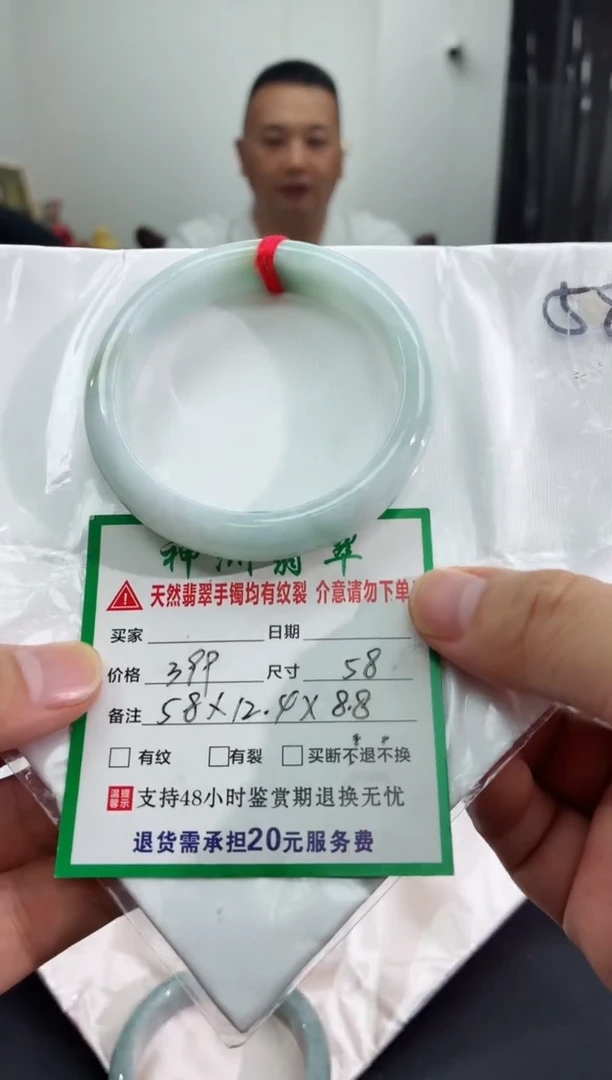 58
神洲翡翠
天然翡翠手镯均有纹裂 介意请勿下单
买家 日期
价格 399 尺寸 58
备注 58×12.4×8.8
□ 有纹 □有裂 □ 买断不退不换
温馨提示 支持48小时鉴赏期退换无忧
退货需承担20元服务费